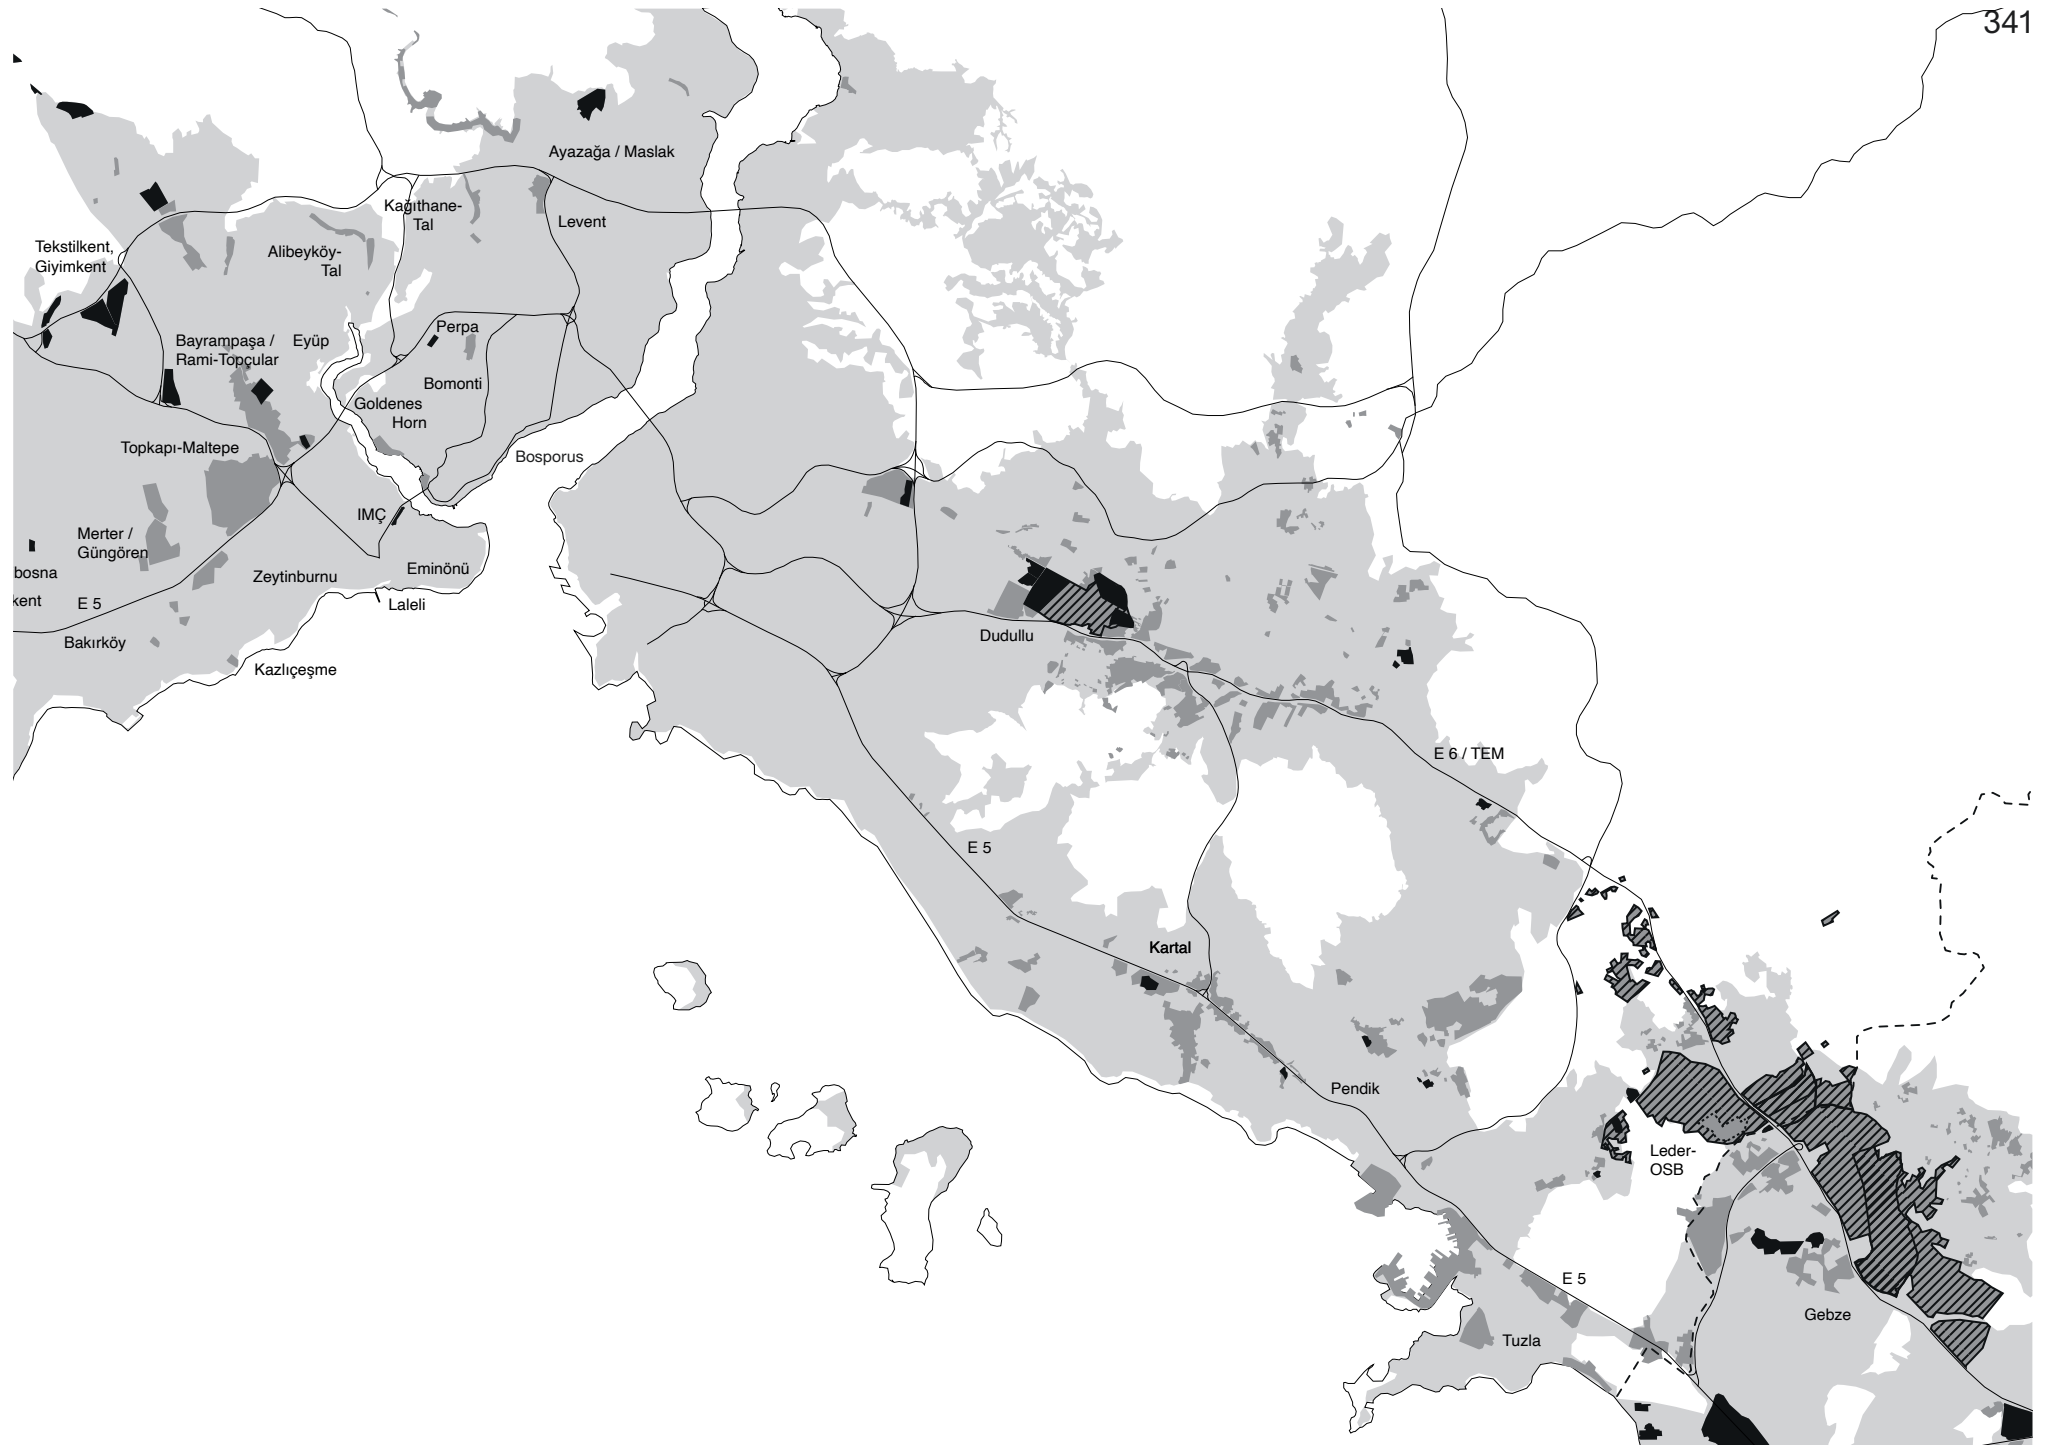 341
Ayazağa / Maslak
Kağıthane-
Tal
Levent
Tekstilkent,
Giyimkent
Alibeyköy-
Tal
Perpa
Bayrampaşa /
Rami-Topçular
Eyüp
Bomonti
Goldenes
Horn
Topkapı-Maltepe
Bosporus
IMÇ
Merter /
Güngören
bosna
kent
E 5
Zeytinburnu
Eminönü
Laleli
Bakırköy
Kazlıçeşme
Dudullu
E 6 / TEM
E 5
Kartal
Pendik
Leder-
OSB
E 5
Gebze
Tuzla